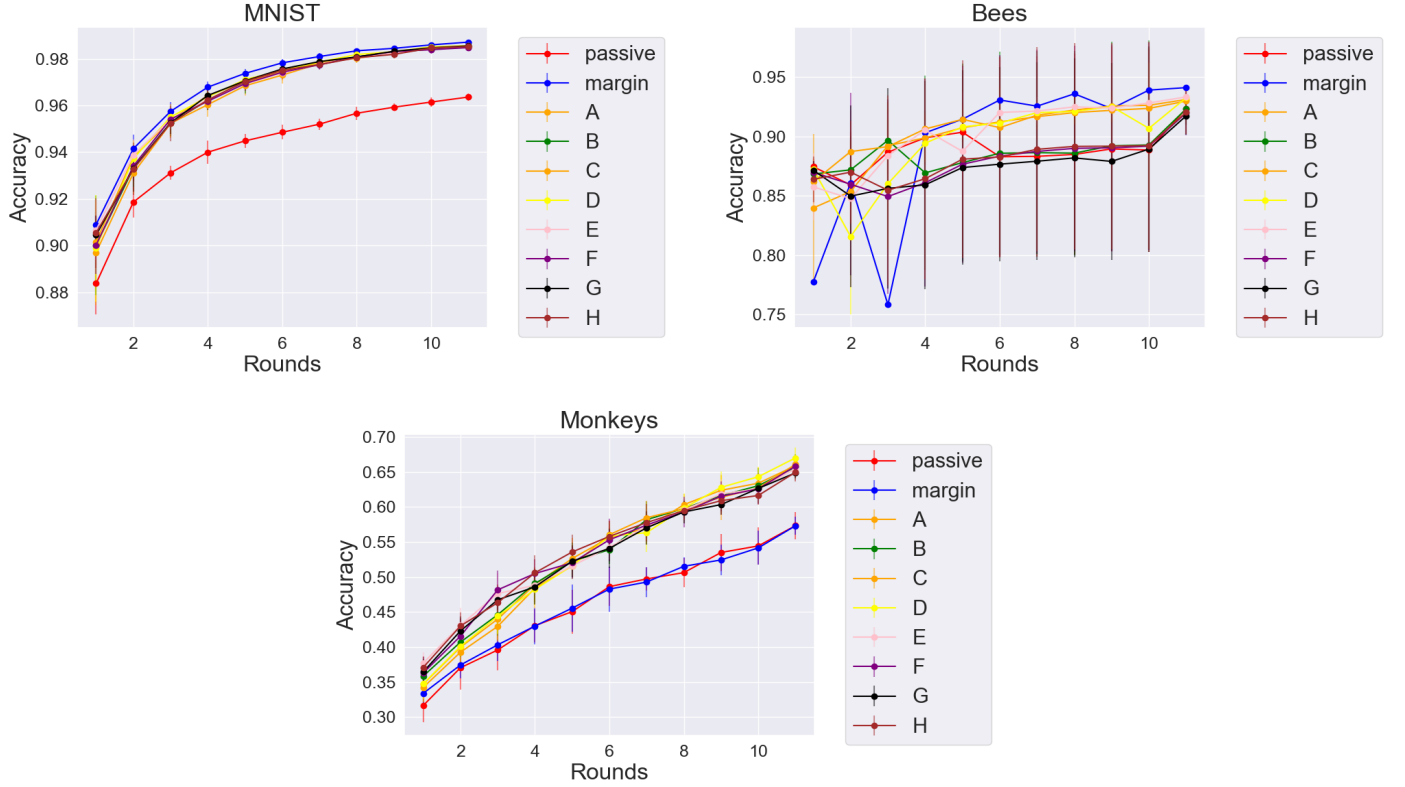 MNIST
Accuracy
0.98
0.96
0.94
0.92
0.90
0.88
2
4
6
8
10
Rounds
passive
margin
A
B
C
D
E
F
G
H
Bees
Accuracy
0.95
0.90
0.85
0.80
0.75
2
4
6
8
10
Rounds
passive
margin
A
B
C
D
E
F
G
H
Monkeys
Accuracy
0.70
0.65
0.60
0.55
0.50
0.45
0.40
0.35
0.30
2
4
6
8
10
Rounds
passive
margin
A
B
C
D
E
F
G
H